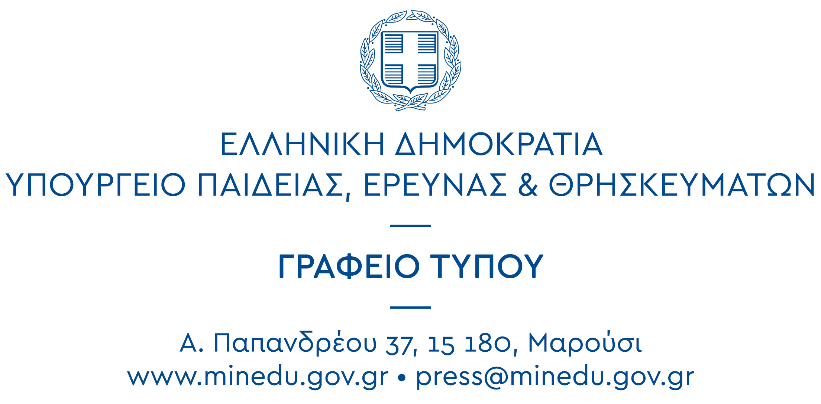 ΕΛΛΗΝΙΚΗ ΔΗΜΟΚΡΑΤΙΑ
ΥΠΟΥΡΓΕΙΟ ΠΑΙΔΕΙΑΣ, ΕΡΕΥΝΑΣ & ΘΡΗΣΚΕΥΜΑΤΩΝ
ΓΡΑΦΕΙΟ ΤΥΠΟΥ
Α. Παπανδρέου 37, 15 180, Μαρούσι
www.minedu.gov.gr • press@minedu.gov.gr